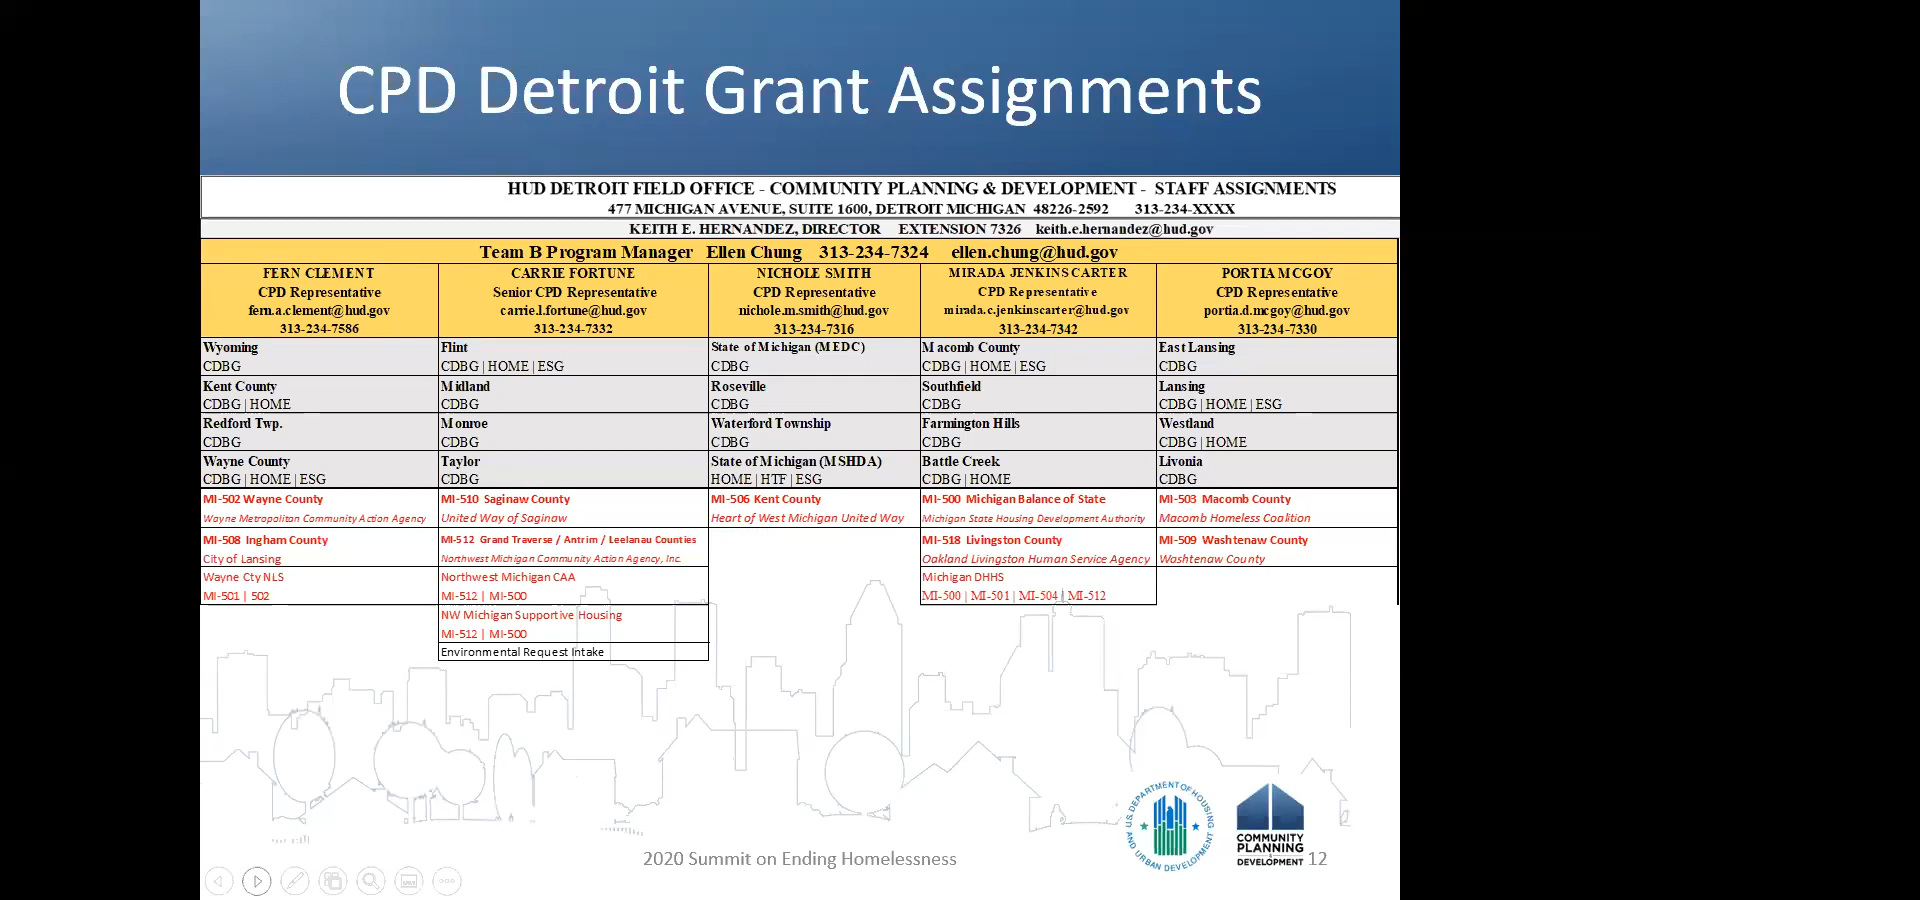 CPD Detroit Grant Assignments
HUD DETROIT FIELD OFFICE - COMMUNITY PLANNING & DEVELOPMENT - STAFF ASSIGNMENTS
477 MICHIGAN AVENUE, SUITE 1600, DETROIT MICHIGAN 48226-2592 313-234-XXXX
KEITH E. HERNANDEZ, DIRECTOR EXTENSION 7326 keith.e.hernandez@hud.gov
Team B Program Manager Ellen Chung 313-234-7324 ellen.chung@hud.gov
FERN CLEMENT
CPD Representative
fern.a.clement@hud.gov
313-234-7586
Wyoming
CDBG
Kent County
CDBG | HOME
Redford Twp.
CDBG
Wayne County
CDBG | HOME | ESG
MI-502 Wayne County
Wayne Metropolitan Community Action Agency
MI-508 Ingham County
City of Lansing
Wayne Cty NLS
MI-501 | 502
CARRIE FORTUNE
Senior CPD Representative
carrie.l.fortune@hud.gov
313-234-7332
Flint
CDBG | HOME | ESG
Midland
CDBG
Monroe
CDBG
Taylor
CDBG
MI-510 Saginaw County
United Way of Saginaw
MI-512 Grand Traverse / Antrim / Leelanau Counties
Northwest Michigan Community Action Agency, Inc.
Northwest Michigan CAA
MI-512 | MI-500
NW Michigan Supportive Housing
MI-512 | MI-500
Environmental Request Intake
NICHOLE SMITH
CPD Representative
nichole.m.smith@hud.gov
313-234-7316
State of Michigan (MEDC)
CDBG
Roseville
CDBG
Waterford Township
CDBG
State of Michigan (MSHDA)
HOME | HTF | ESG
MI-506 Kent County
Heart of West Michigan United Way
MIRADA JENKINS CARTER
CPD Representative
mirada.c.jenkinscarter@hud.gov
313-234-7342
Macomb County
CDBG | HOME | ESG
Southfield
CDBG
Farmington Hills
CDBG
Battle Creek
CDBG | HOME
MI-500 Michigan Balance of State
Michigan State Housing Development Authority
MI-518 Livingston County
Oakland Livingston Human Service Agency
Michigan DHHS
MI-500 | MI-501 | MI-504 | MI-512
PORTIA MCGOY
CPD Representative
portia.d.mcgoy@hud.gov
313-234-7330
East Lansing
CDBG
Lansing
CDBG | HOME | ESG
Westland
CDBG | HOME
Livonia
CDBG
MI-503 Macomb County
Macomb Homeless Coalition
MI-509 Washtenaw County
Washtenaw County
U.S. DEPARTMENT OF HOUSING AND URBAN DEVELOPMENT
COMMUNITY
PLANNING
DEVELOPMENT
2020 Summit on Ending Homelessness
12